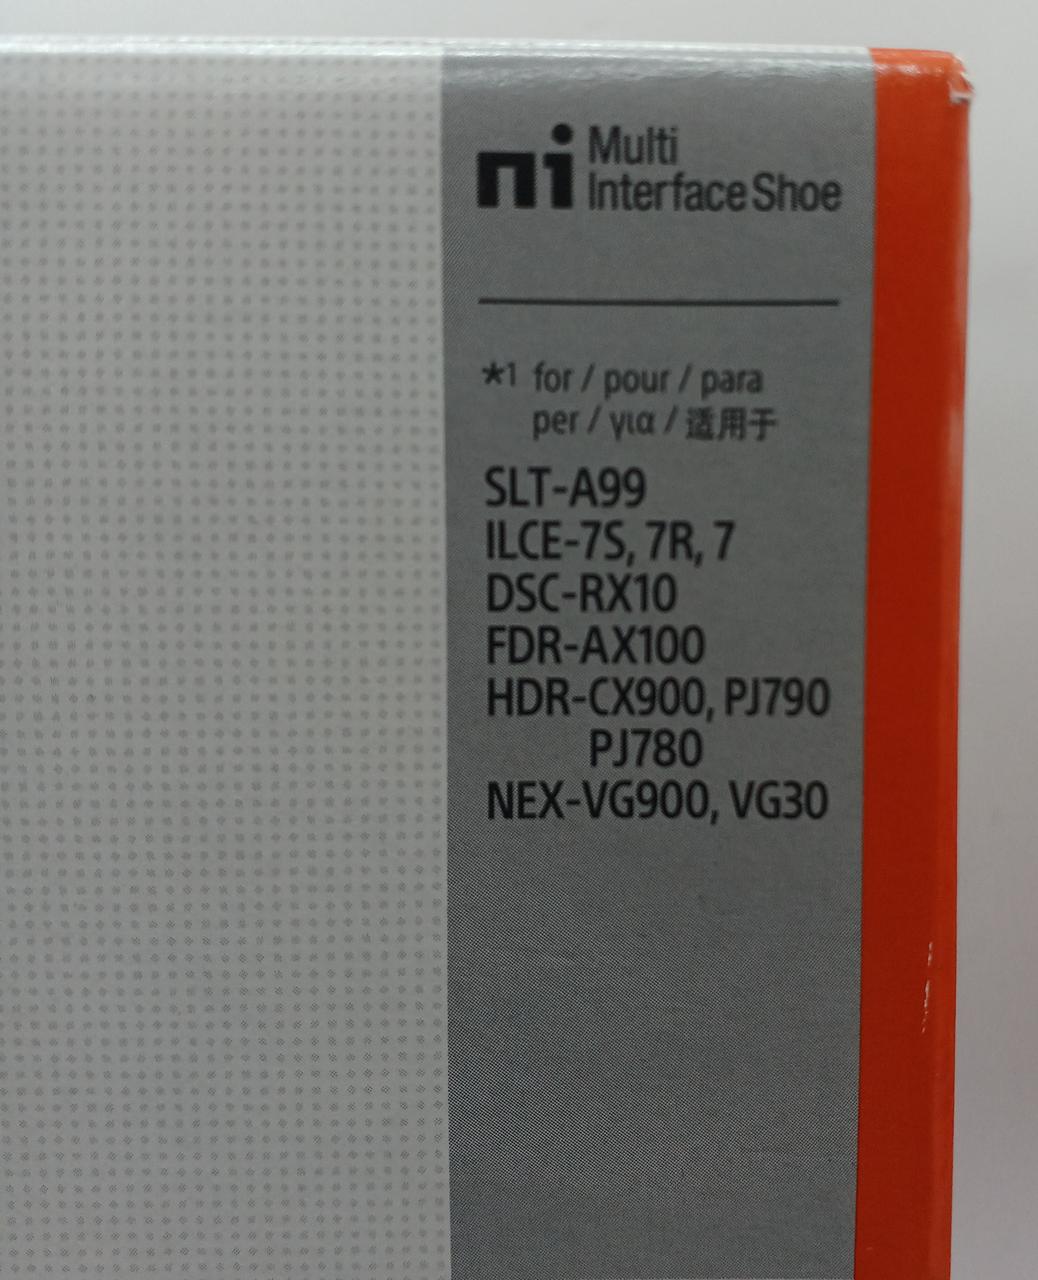 mi Multi
Interface Shoe
*1 for / pour / para
per / για / 适用于
SLT-A99
ILCE-7S, 7R, 7
DSC-RX10
FDR-AX100
HDR-CX900, PJ790
PJ780
NEX-VG900, VG30